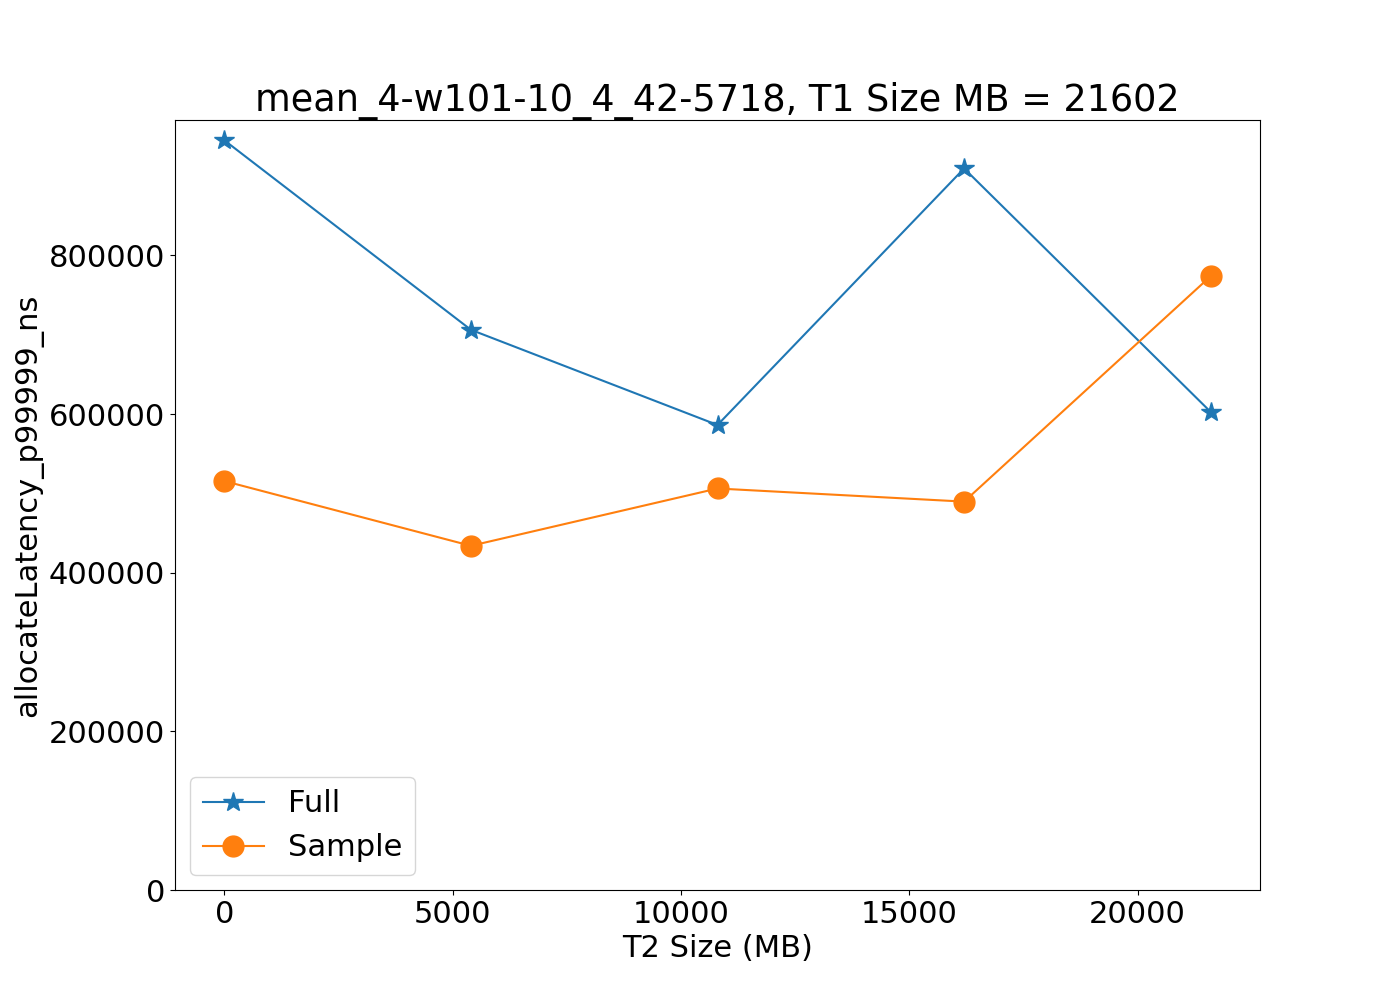 mean_4-w101-10_4_42-5718, T1 Size MB = 21602
allocateLatency_p99999_ns
800000
600000
400000
200000
0
Full
Sample
0 5000 10000 15000 20000
T2 Size (MB)